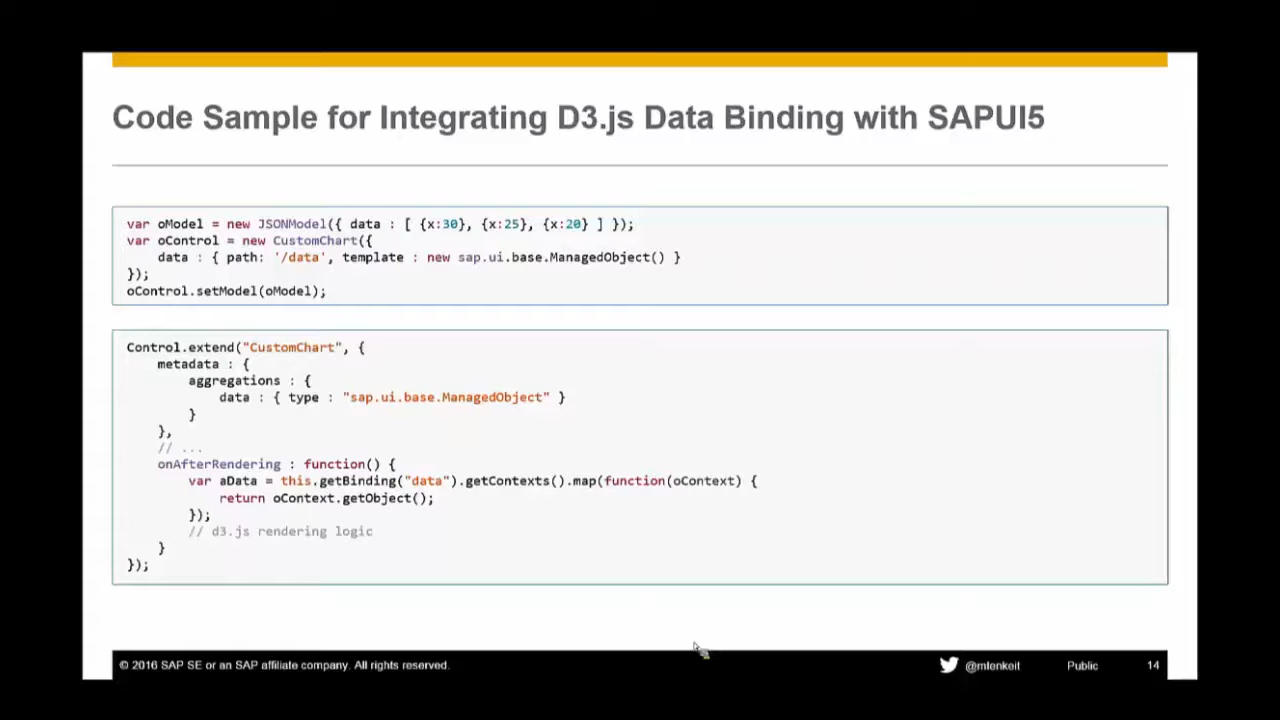 Code Sample for Integrating D3.js Data Binding with SAPUI5
var oModel = new JSONModel({ data : [ {x:30}, {x:25}, {x:20} ] });
var oControl = new CustomChart({
    data : { path: '/data', template : new sap.ui.base.ManagedObject() }
});
oControl.setModel(oModel);
Control.extend("CustomChart", {
    metadata : {
        aggregations : {
            data : { type : "sap.ui.base.ManagedObject" }
        }
    },
    // ...
    onAfterRendering : function() {
        var aData = this.getBinding("data").getContexts().map(function(oContext) {
            return oContext.getObject();
        });
        // d3.js rendering logic
    }
});
© 2016 SAP SE or an SAP affiliate company. All rights reserved. @mlenkeit Public 14